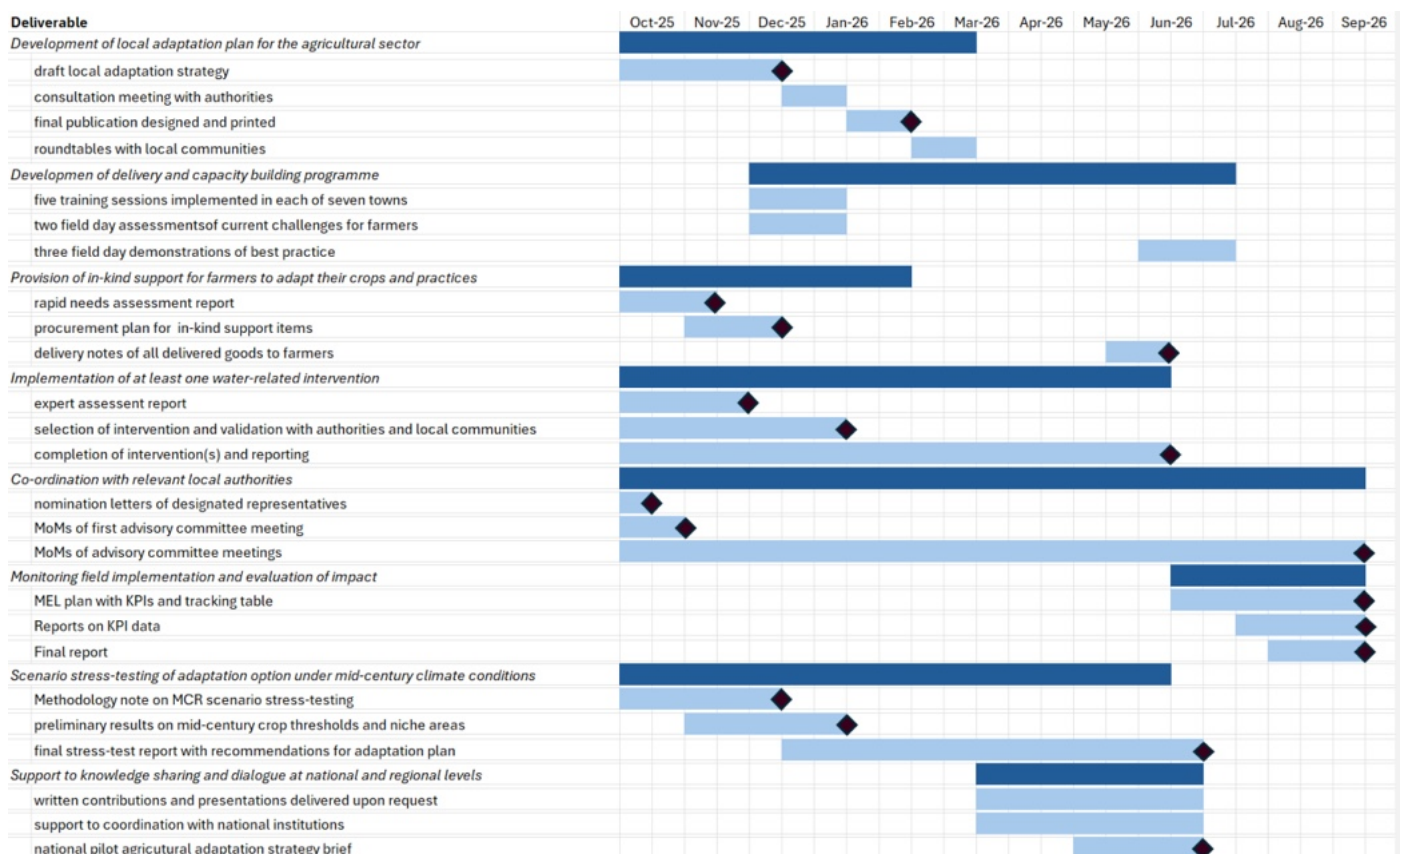 Deliverable Oct-25 Nov-25 Dec-25 Jan-26 Feb-26 Mar-26 Apr-26 May-26 Jun-26 Jul-26 Aug-26 Sep-26
Development of local adaptation plan for the agricultural sector
draft local adaptation strategy
consultation meeting with authorities
final publication designed and printed
roundtables with local communities
Developmen of delivery and capacity building programme
five training sessions implemented in each of seven towns
two field day assessmentsof current challenges for farmers
three field day demonstrations of best practice
Provision of in-kind support for farmers to adapt their crops and practices
rapid needs assessment report
procurement plan for in-kind support items
delivery notes of all delivered goods to farmers
Implementation of at least one water-related intervention
expert assessent report
selection of intervention and validation with authorities and local communities
completion of intervention(s) and reporting
Co-ordination with relevant local authorities
nomination letters of designated representatives
MoMs of first advisory committee meeting
MoMs of advisory committee meetings
Monitoring field implementation and evaluation of impact
MEL plan with KPIs and tracking table
Reports on KPI data
Final report
Scenario stress-testing of adaptation option under mid-century climate conditions
Methodology note on MCR scenario stress-testing
preliminary results on mid-century crop thresholds and niche areas
final stress-test report with recommendations for adaptation plan
Support to knowledge sharing and dialogue at national and regional levels
written contributions and presentations delivered upon request
support to coordination with national institutions
national pilot agricutural adaptation strategy brief